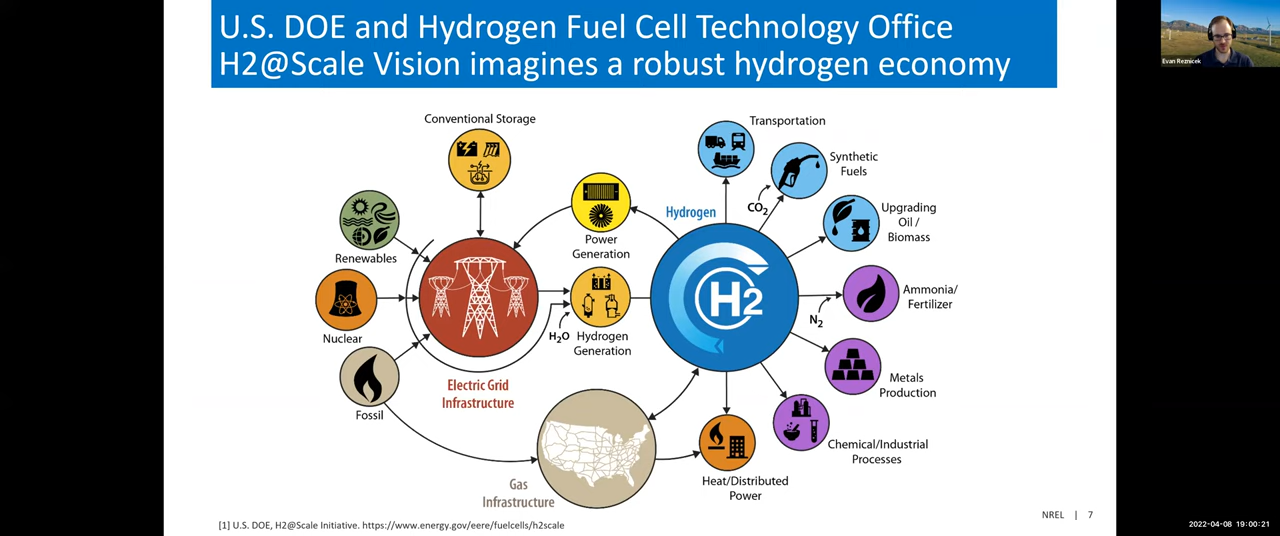 U.S. DOE and Hydrogen Fuel Cell Technology Office
H2@Scale Vision imagines a robust hydrogen economy
Evan Reznicek
Conventional Storage
Transportation
Synthetic
Fuels
CO2
Renewables
Power
Generation
Hydrogen
Upgrading
Oil /
Biomass
H2
Nuclear
H2O
Hydrogen
Generation
N2
Ammonia/
Fertilizer
Fossil
Electric Grid
Infrastructure
Metals
Production
Gas
Infrastructure
Heat/Distributed
Power
Chemical/Industrial
Processes
[1] U.S. DOE, H2@Scale Initiative. https://www.energy.gov/eere/fuelcells/h2scale
NREL | 7
2022-04-08 19:00:21